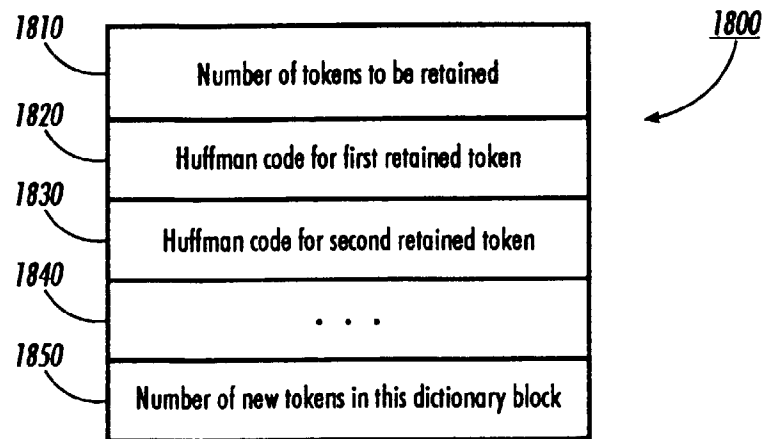 1810
1800
Number of tokens to be retained
1820
Huffman code for first retained token
1830
Huffman code for second retained token
1840
. . .
1850
Number of new tokens in this dictionary block